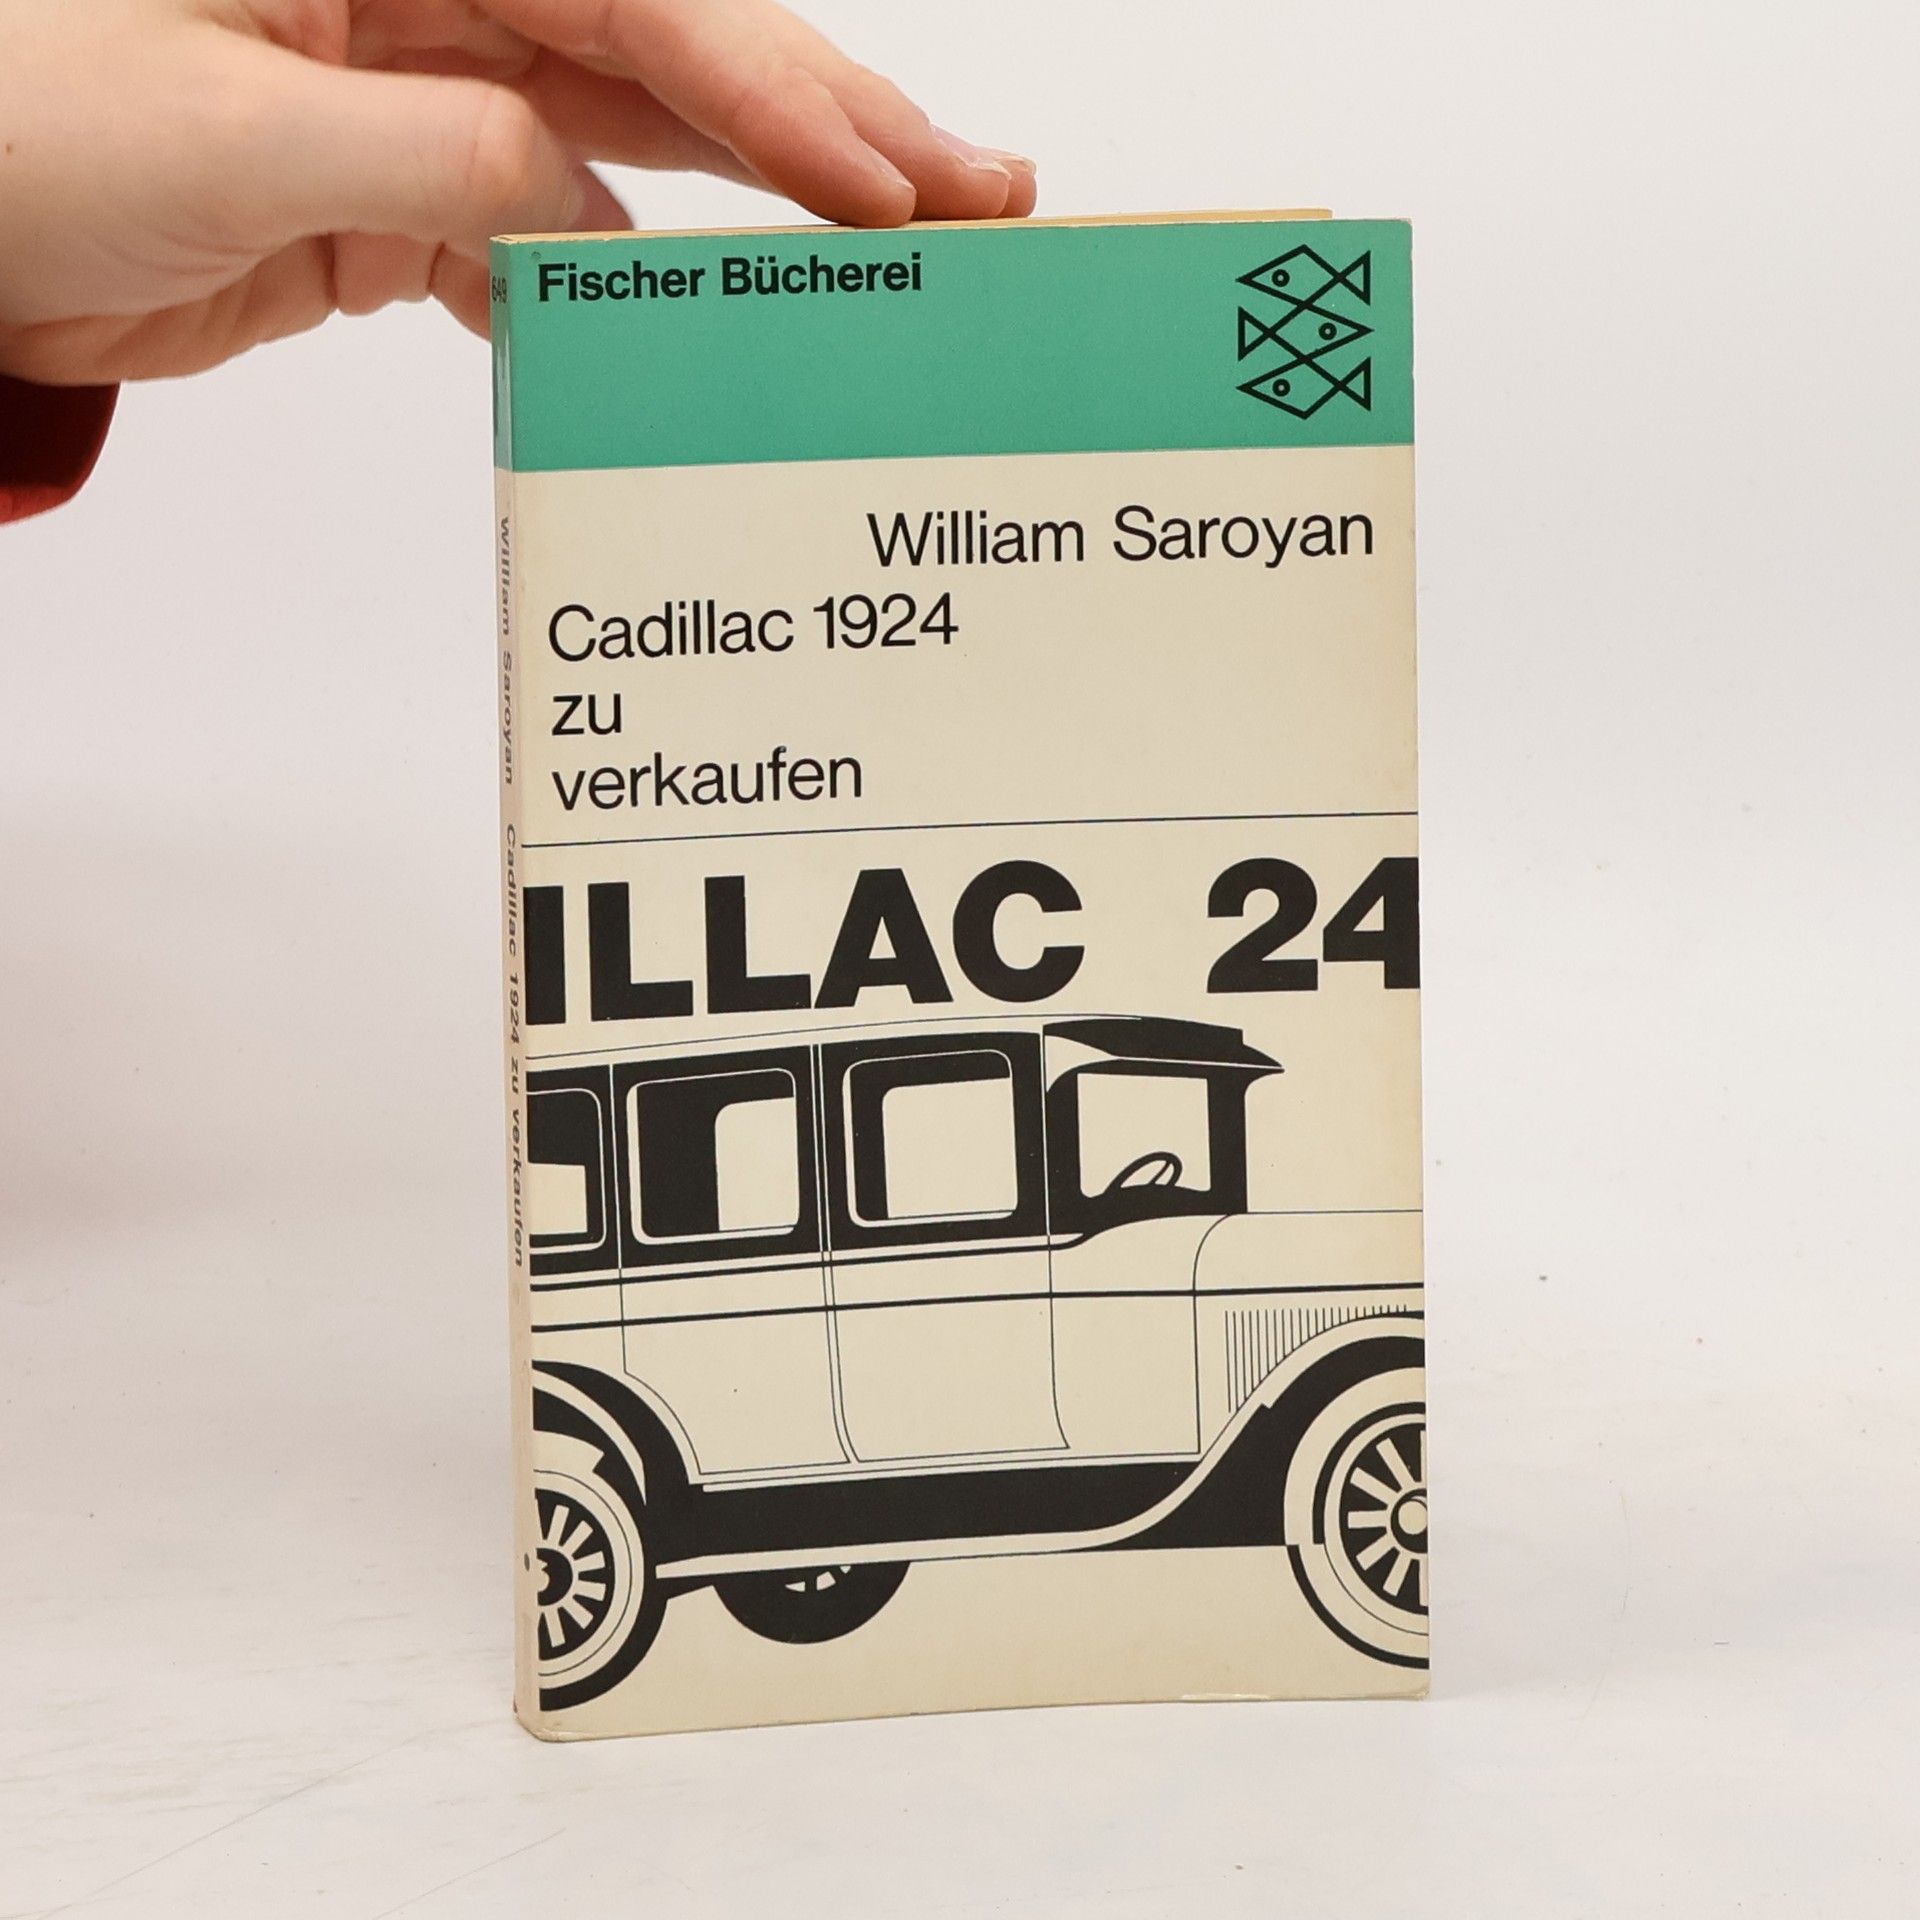 Fischer Bücherei
649
William Saroyan
Cadillac 1924
zu
verkaufen
ILLAC 24
William Saroyan Cadillac 1924 zu verkaufen